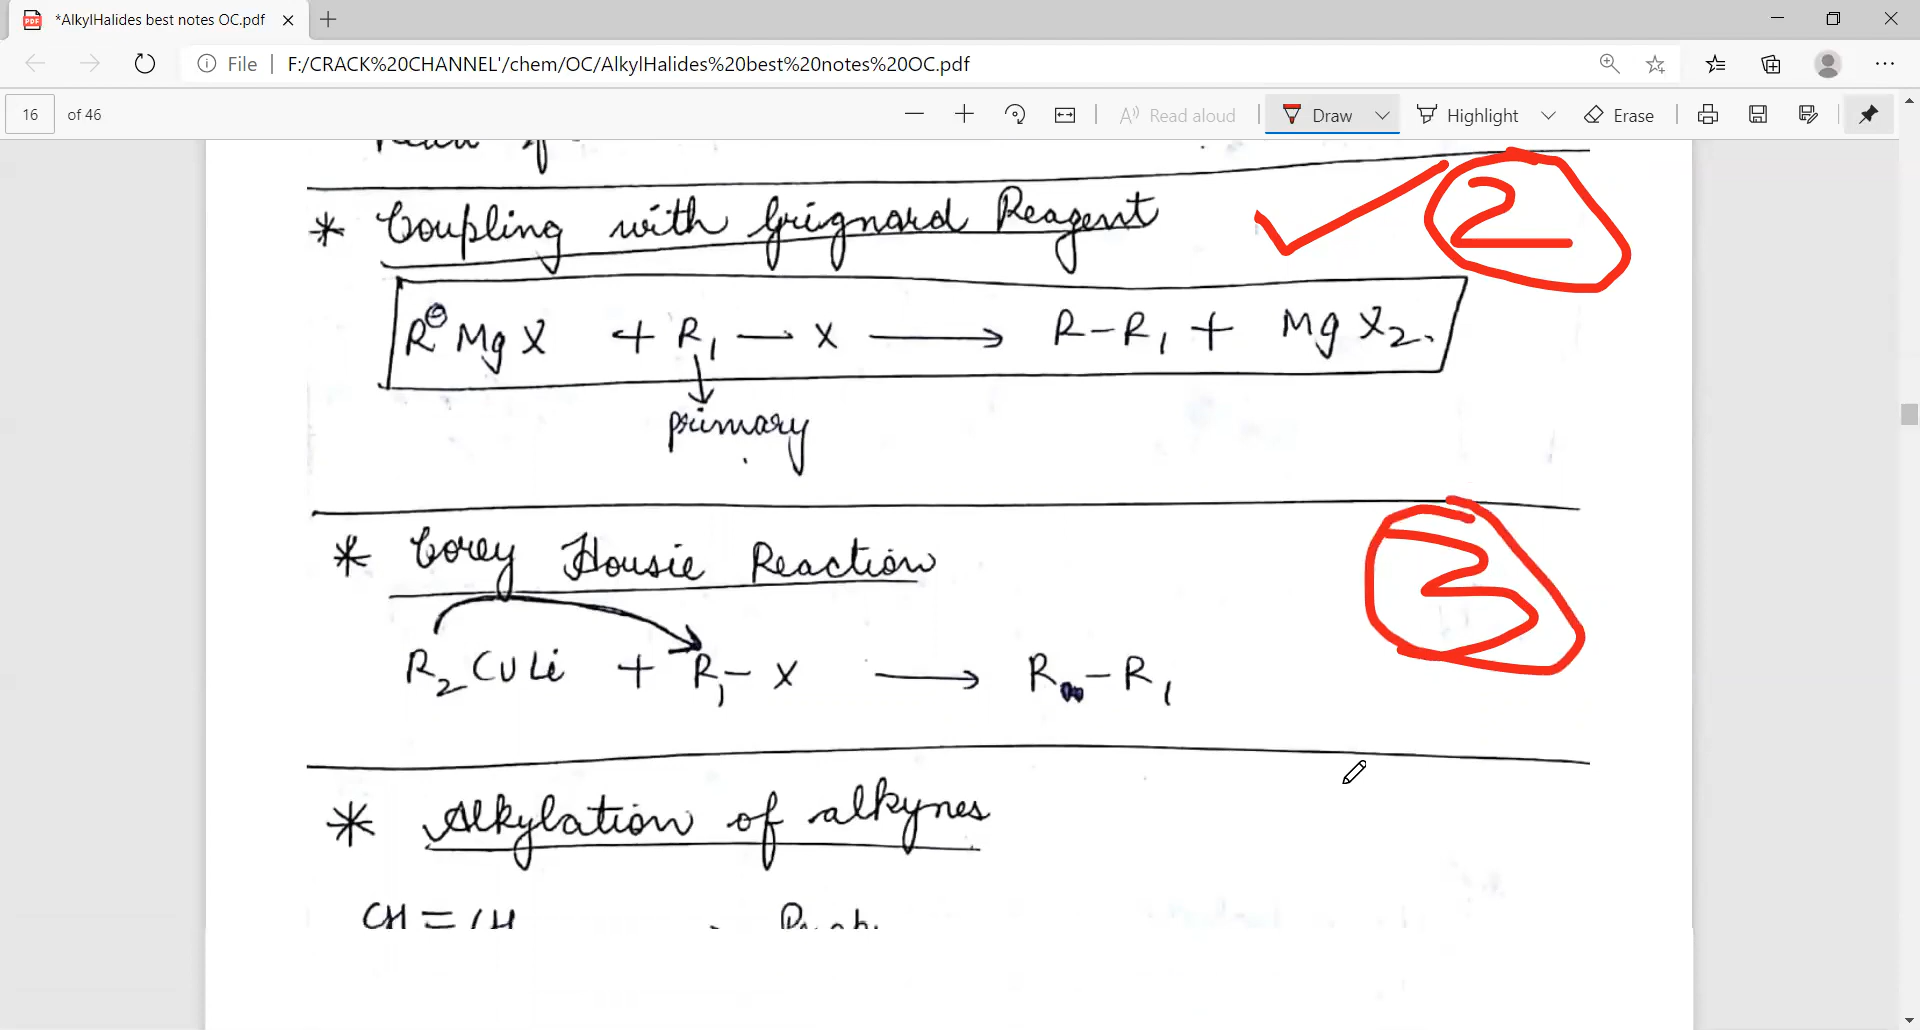 *AlkylHalides best notes OC.pdf
File
F:/CRACK%20CHANNEL'/chem/OC/AlkylHalides%20best%20notes%20OC.pdf
16 of 46
Read aloud
Draw
Highlight
Erase
* Coupling with Grignard Reagent
2
R⊖ MgX + R₁ — X ⟶ R-R₁ + MgX₂.
↓
primary
* Corey Housie Reaction
3
R₂CuLi + R₁- X ⟶ R - R₁
* Alkylation of alkynes